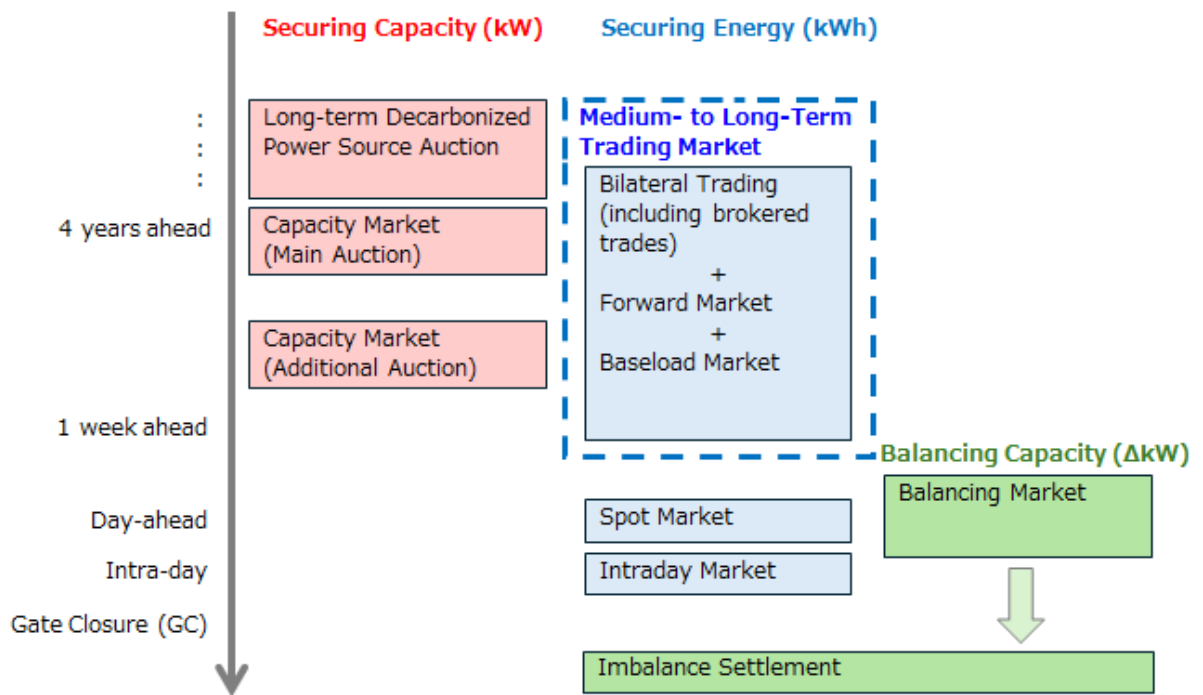 Securing Capacity (kW)
Securing Energy (kWh)
:
:
:
4 years ahead
1 week ahead
Day-ahead
Intra-day
Gate Closure (GC)
Long-term Decarbonized
Power Source Auction
Capacity Market
(Main Auction)
Capacity Market
(Additional Auction)
Medium- to Long-Term
Trading Market
Bilateral Trading
(including brokered
trades)
+
Forward Market
+
Baseload Market
Spot Market
Intraday Market
Balancing Capacity (ΔkW)
Balancing Market
Imbalance Settlement